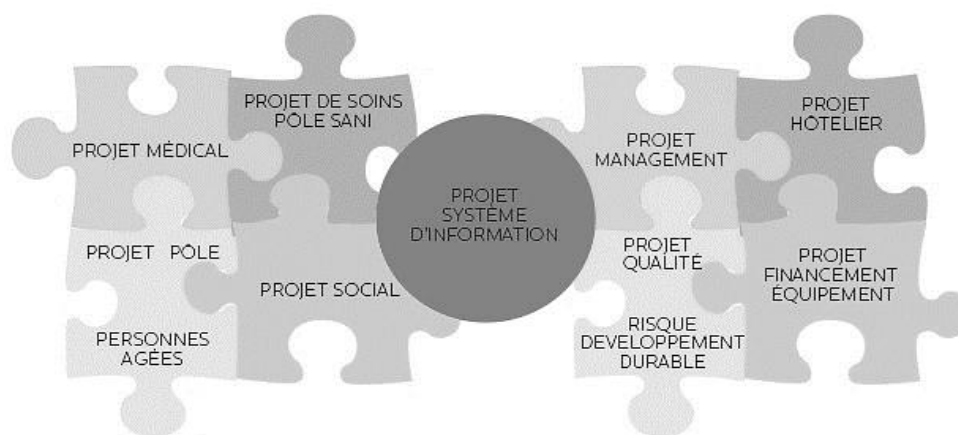 PROJET MÉDICAL
PROJET DE SOINS
PÔLE SANI
PROJET PÔLE
PERSONNES
AGÉES
PROJET SOCIAL
PROJET
SYSTÈME
D'INFORMATION
PROJET
MANAGEMENT
PROJET
HÔTELIER
PROJET
QUALITÉ
RISQUE
DEVELOPPEMENT
DURABLE
PROJET
FINANCEMENT
ÉQUIPEMENT